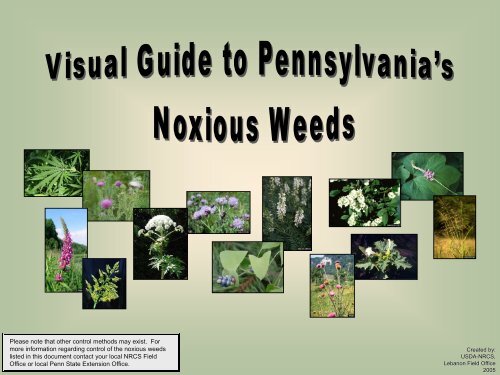 Visual Guide to Pennsylvania's
Noxious Weeds
Please note that other control methods may exist. For
more information regarding control of the noxious weeds
listed in this document contact your local NRCS Field
Office or local Penn State Extension Office.
Created by:
USDA-NRCS,
Lebanon Field Office
2005